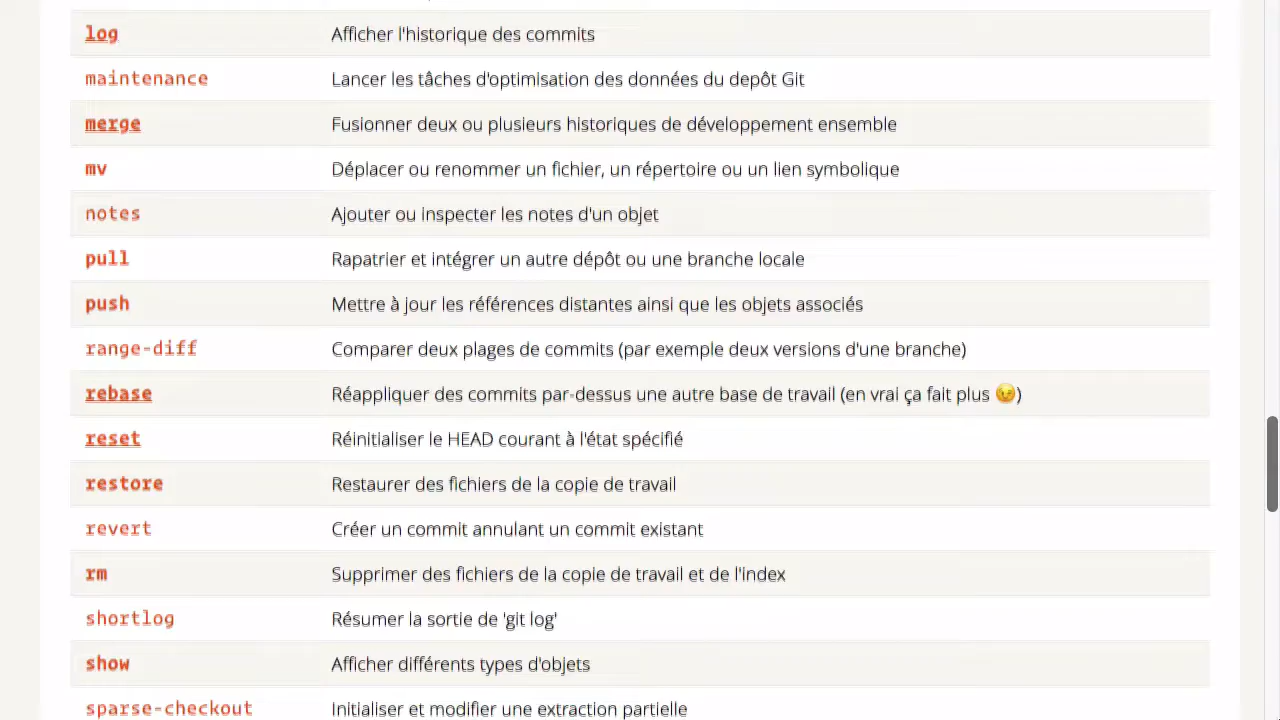 log Afficher l'historique des commits
maintenance Lancer les tâches d'optimisation des données du depôt Git
merge Fusionner deux ou plusieurs historiques de développement ensemble
mv Déplacer ou renommer un fichier, un répertoire ou un lien symbolique
notes Ajouter ou inspecter les notes d'un objet
pull Rapatrier et intégrer un autre dépôt ou une branche locale
push Mettre à jour les références distantes ainsi que les objets associés
range-diff Comparer deux plages de commits (par exemple deux versions d'une branche)
rebase Réappliquer des commits par-dessus une autre base de travail (en vrai ça fait plus 😉)
reset Réinitialiser le HEAD courant à l'état spécifié
restore Restaurer des fichiers de la copie de travail
revert Créer un commit annulant un commit existant
rm Supprimer des fichiers de la copie de travail et de l'index
shortlog Résumer la sortie de 'git log'
show Afficher différents types d'objets
sparse-checkout Initialiser et modifier une extraction partielle